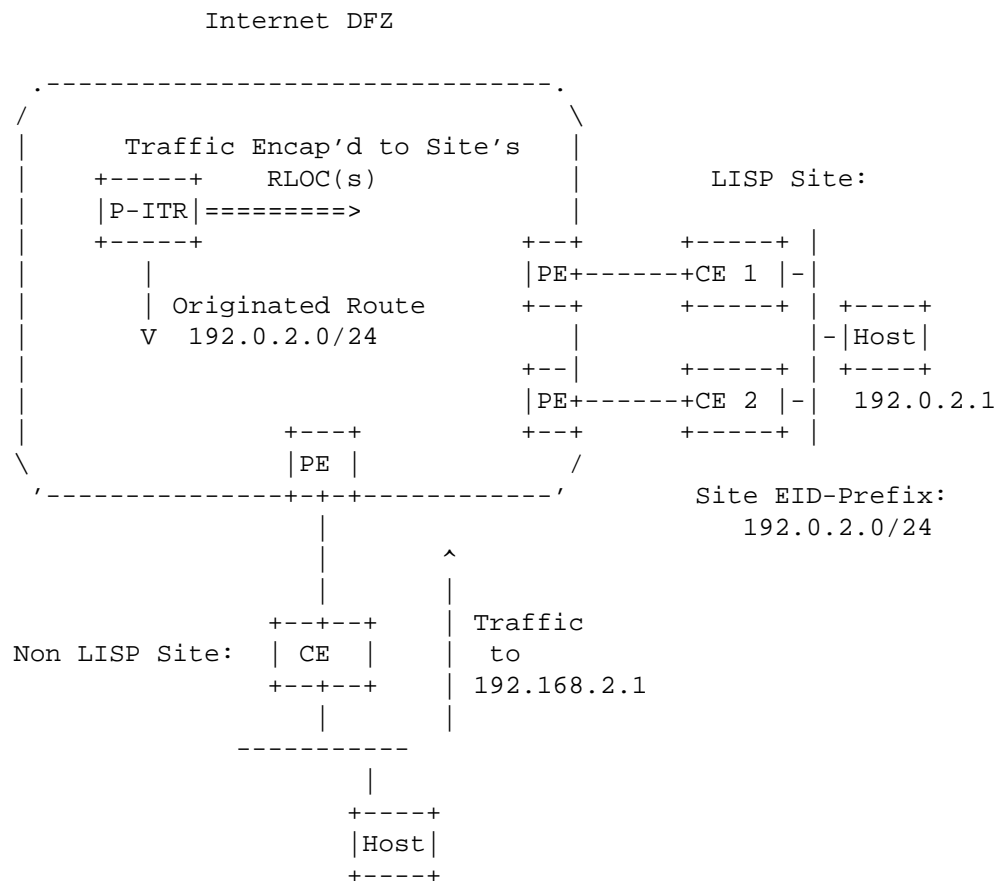 Internet DFZ
Traffic Encap'd to Site's
+-----+ RLOC(s) LISP Site:
|P-ITR|=========>
+-----+ +--+ +-----+ |
| |PE+------+CE 1 |-|
| Originated Route +--+ +-----+ | +----+
V 192.0.2.0/24 | |-|Host|
+--| +-----+ | +----+
|PE+------+CE 2 |-| 192.0.2.1
+---+ +--+ +-----+ |
|PE |
'---------------+-+-+------------' Site EID-Prefix:
192.0.2.0/24
^
+--+--+ | Traffic
Non LISP Site: | CE | | to
+--+--+ | 192.168.2.1
-----------
+----+
|Host|
+----+